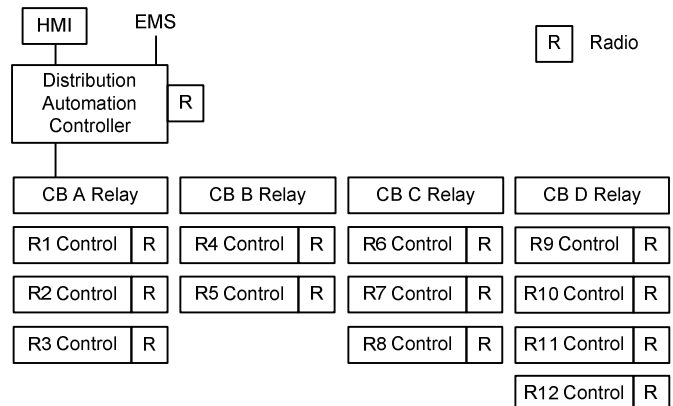 HMI
EMS
R Radio
Distribution
Automation
Controller
R
CB A Relay
CB B Relay
CB C Relay
CB D Relay
R1 Control R
R4 Control R
R6 Control R
R9 Control R
R2 Control R
R5 Control R
R7 Control R
R10 Control R
R3 Control R
R8 Control R
R11 Control R
R12 Control R